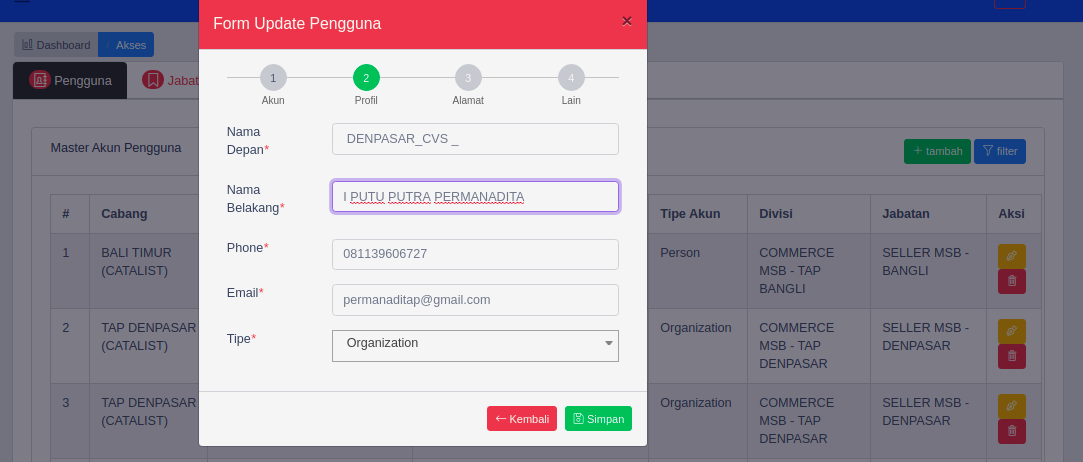 Form Update Pengguna ×
Dashboard Akses
1 2 3 4
Akun Profil Alamat Lain
Pengguna Jabat
Nama
Depan* DENPASAR_CVS _
Master Akun Pengguna + tambah filter
Nama
Belakang* I PUTU PUTRA PERMANADITA
# Cabang Tipe Akun Divisi Jabatan Aksi
Phone* 081139606727
1 BALI TIMUR
(CATALIST) Person COMMERCE
MSB - TAP
BANGLI SELLER MSB -
BANGLI
Email* permanaditap@gmail.com
Tipe* Organization
2 TAP DENPASAR
(CATALIST) Organization COMMERCE
MSB - TAP
DENPASAR SELLER MSB -
DENPASAR
3 TAP DENPASAR
(CATALIST) Organization COMMERCE
MSB - TAP
DENPASAR SELLER MSB -
DENPASAR
Kembali Simpan